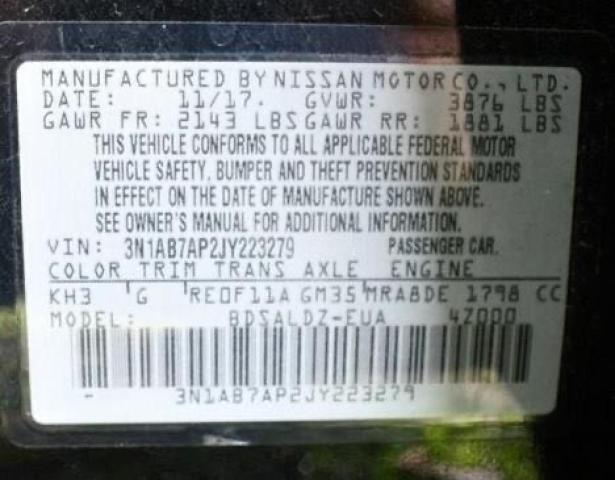 MANUFACTURED BY NISSAN MOTOR CO., LTD.
DATE: 11/17. GVWR: 3876 LBS
GAWR FR: 2143 LBS GAWR RR: 1881 LBS
THIS VEHICLE CONFORMS TO ALL APPLICABLE FEDERAL MOTOR
VEHICLE SAFETY, BUMPER AND THEFT PREVENTION STANDARDS
IN EFFECT ON THE DATE OF MANUFACTURE SHOWN ABOVE.
SEE OWNER'S MANUAL FOR ADDITIONAL INFORMATION.
VIN: 3N1AB7AP2JY223279 PASSENGER CAR.
COLOR TRIM TRANS AXLE ENGINE
KH3 G RE0F11A GM35 MRA8DE 1798 CC
MODEL: BDSALDZ-EUA 4Z000
- 3N1AB7AP2JY223279